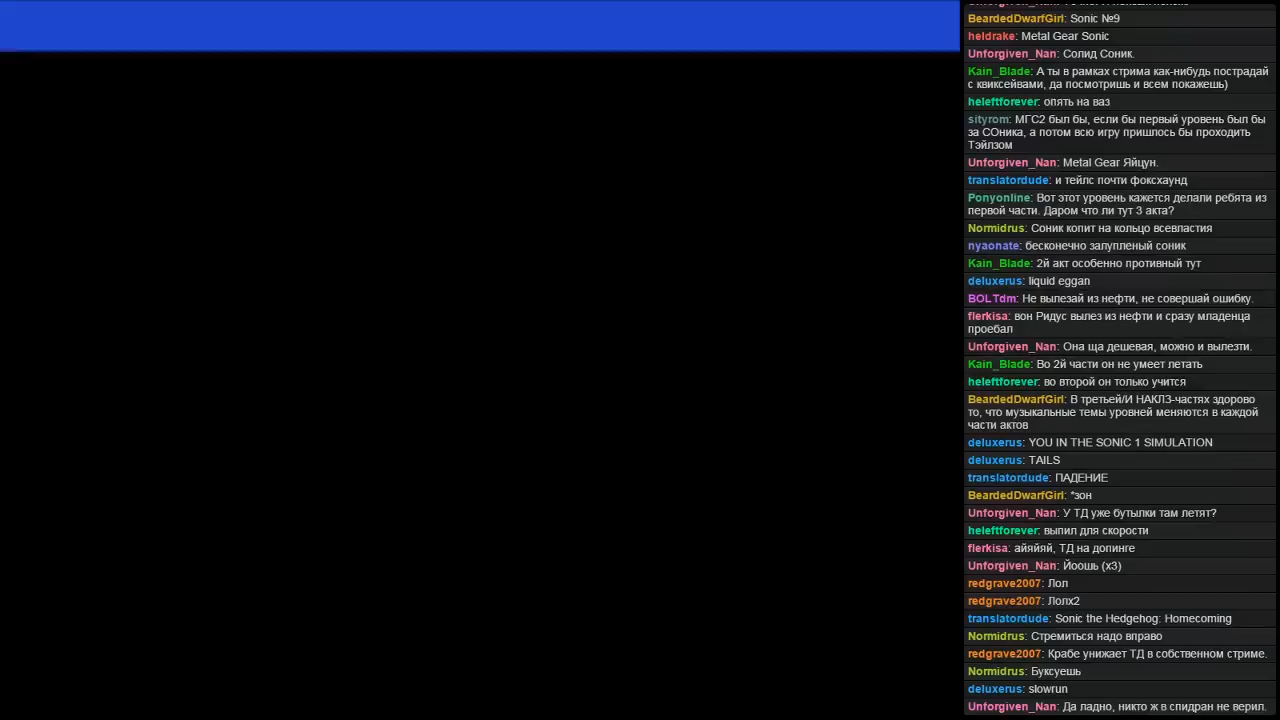 BeardedDwarfGirl: Sonic №9
heldrake: Metal Gear Sonic
Unforgiven_Nan: Солид Соник.
Kain_Blade: А ты в рамках стрима как-нибудь пострадай
с квиксейвами, да посмотришь и всем покажешь)
heleftforever: опять на ваз
sityrom: МГС2 был бы, если бы первый уровень был бы
за СОника, а потом всю игру пришлось бы проходить
Тэйлзом
Unforgiven_Nan: Metal Gear Яйцун.
translatordude: и тейлс почти фоксхаунд
Ponyonline: Вот этот уровень кажется делали ребята из
первой части. Даром что ли тут 3 акта?
Normidrus: Соник копит на кольцо всевластия
nyaonate: бесконечно залупленый соник
Kain_Blade: 2й акт особенно противный тут
deluxerus: liquid eggan
BOLTdm: Не вылезай из нефти, не совершай ошибку.
flerkisa: вон Ридус вылез из нефти и сразу младенца
проебал
Unforgiven_Nan: Она ща дешевая, можно и вылезти.
Kain_Blade: Во 2й части он не умеет летать
heleftforever: во второй он только учится
BeardedDwarfGirl: В третьей/И НАКЛЗ-частях здорово
то, что музыкальные темы уровней меняются в каждой
части актов
deluxerus: YOU IN THE SONIC 1 SIMULATION
deluxerus: TAILS
translatordude: ПАДЕНИЕ
BeardedDwarfGirl: *зон
Unforgiven_Nan: У ТД уже бутылки там летят?
heleftforever: выпил для скорости
flerkisa: айяйяй, ТД на допинге
Unforgiven_Nan: Йоошь (x3)
redgrave2007: Лол
redgrave2007: Лолх2
translatordude: Sonic the Hedgehog: Homecoming
Normidrus: Стремиться надо вправо
redgrave2007: Крабе унижает ТД в собственном стриме.
Normidrus: Буксуешь
deluxerus: slowrun
Unforgiven_Nan: Да ладно, никто ж в спидран не верил.